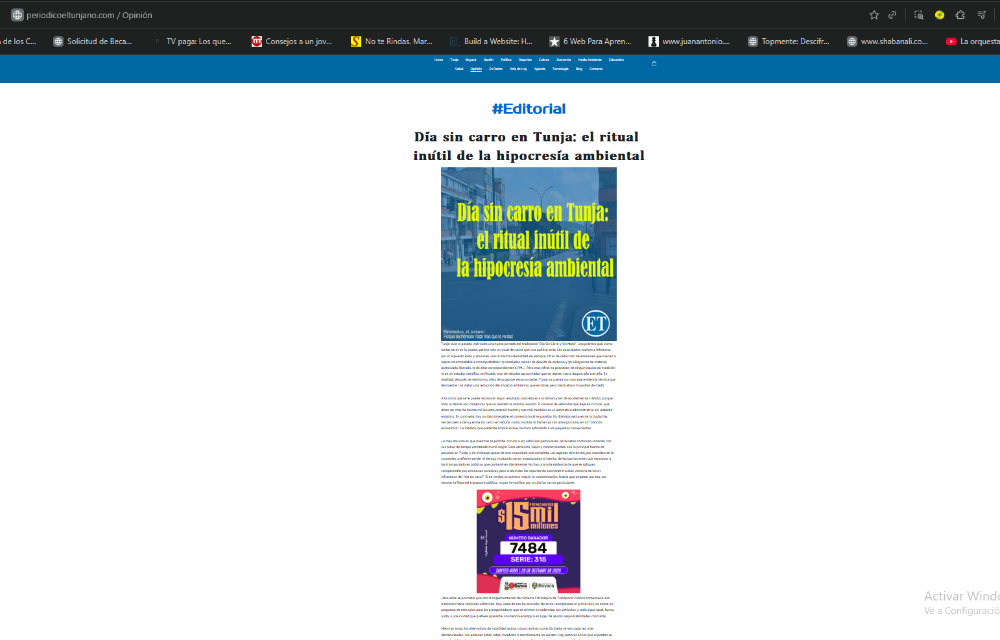 periodicoeltunjano.com / Opinión
de los C...
Solicitud de Beca...
TV paga: Los que...
Consejos a un jov...
No te Rindas. Mar...
Build a Website: H...
6 Web Para Apren...
www.juanantonio....
Topmente: Descifr...
www.shabanali.co...
La orquesta
Home Tunja Boyacá Nación Política Deportes Cultura Economía Medio Ambiente Educación
Salud Opinión En Redes Vida de Hoy Agenda Tecnología Blog Contacto
#Editorial
Día sin carro en Tunja: el ritual
inútil de la hipocresía ambiental
Día sin carro en Tunja:
el ritual inútil de
la hipocresía ambiental
ET
@periodico_el_tunjano
Porque no mereces nada más que la verdad
Tunja vivió el pasado miércoles una nueva jornada del tradicional “Día Sin Carro y Sin Moto”, una práctica que, como
tantas otras en la ciudad, parece más un ritual de rutina que una política seria. Las autoridades vuelven a felicitarse
por el supuesto éxito y anuncian, con la misma solemnidad de siempre, cifras de reducción de emisiones que suenan a
logros incontrastable e incomprobables: 75 toneladas menos de dióxido de carbono y 30 kilogramos de material
particulado liberado, 12 de ellos correspondientes a PM₂.₅. Pero esas cifras no provienen de ningún equipo de medición
ni de un estudio científico verificable, sino de cálculos aproximados que se repiten como dogma año tras año. En
realidad, después de veinticinco años de organizar estas jornadas, Tunja no cuenta con una sola evidencia técnica que
demuestre con datos una reducción del impacto ambiental, que es obvia, pero hasta ahora imposible de medir.
A lo único que se le puede reconocer algún resultado concreto es a la disminución de accidentes de tránsito, porque
todo lo demás son conjeturas que no resisten la mínima revisión. El número de vehículos que deja de circular, que
dicen ser más de treinta mil (en esta ocasión treinta y tres mil), también es un estimativo administrativo sin respaldo
empírico. En contraste, hay un dato innegable: el comercio local se paraliza. En distintos sectores de la ciudad las
ventas caen a cero y el día sin carro se traduce, como muchos lo llaman ya con amarga ironía, en un “trancón
económico”. La medida, que pretende limpiar el aire, termina asfixiando a los pequeños comerciantes.
Lo más absurdo es que mientras se prohíbe circular a los vehículos particulares, las busetas continúan rodando con
sus tubos de escape vomitando humo negro. Esos vehículos, viejos y contaminantes, son la principal fuente de
polución en Tunja, y sin embargo gozan de una impunidad casi completa. Los agentes de tránsito, por mandato de la
concesión, prefieren perder el tiempo multando carros estacionados al interior de los barrios antes que sancionar a
los transportadores públicos que contaminan diariamente. No hay una sola evidencia de que se apliquen
comparendos por emisiones excesivas, pero sí abundan los reportes de sanciones triviales, como la de los 41
infractores del “día sin carro”. Si de verdad se quisiera reducir la contaminación, habría que empezar por eso, por
renovar la flota del transporte público, no por inmovilizar por un día los carros particulares.
PREMIO MAYOR
$15 mil
millones
NÚMERO GANADOR
7484
SERIE: 315
SORTEO 4595 | 25 DE OCTUBRE DE 2025
Lotería de Boyacá
Boyacá
Hace años se prometió que con la implementación del Sistema Estratégico de Transporte Público comenzaría una
transición hacia vehículos eléctricos. Hoy, nada de eso ha ocurrido. No se ha reemplazado el primer bus, no existe un
programa de estímulos para los transportadores que se animen a modernizar sus vehículos, y todo sigue igual: humo,
ruido, y una ciudad que prefiere aparentar conciencia ecológica en lugar de asumir responsabilidades concretas.
Mientras tanto, las alternativas de movilidad activa, como caminar o usar bicicleta, se ven cada vez más
obstaculizadas. Los andenes están rotos, invadidos o sencillamente no existen. Hay sectores en los que el peatón se
Activar Windo
Ve a Configuració